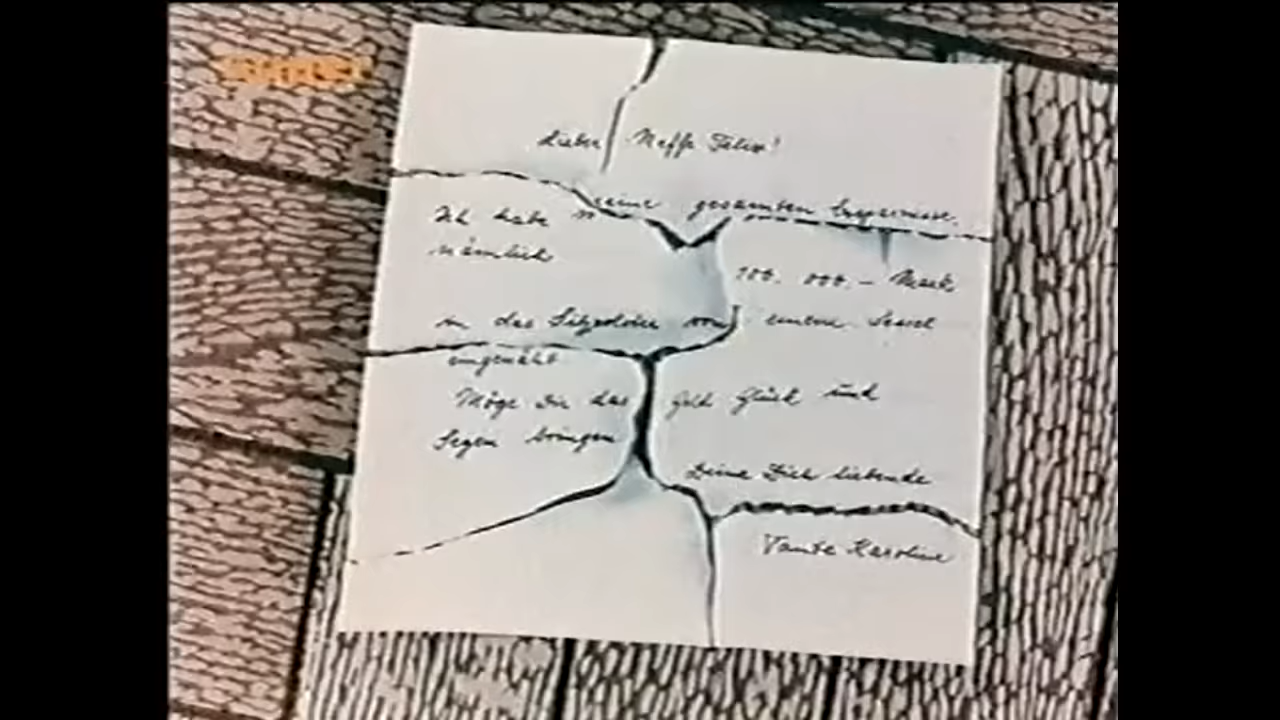 Lieber Neffe Felix!
Ich habe meine gesamten Ersparnisse,
nämlich 100.000.- Mark
in das Sitzpolster von einem Sessel
eingenäht
Möge Dir das Geld Glück und
Segen bringen
Deine Dich liebende
Tante Karoline